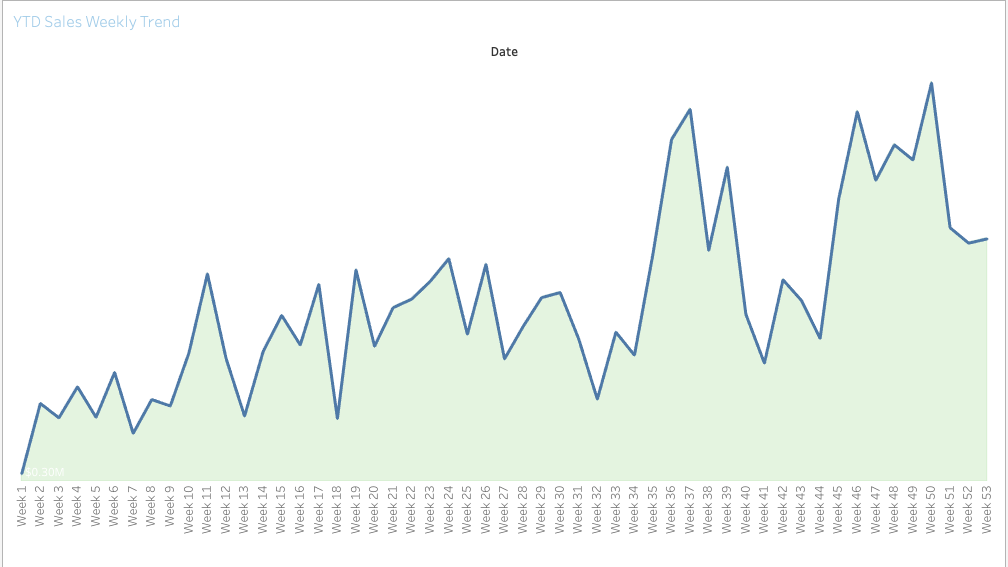 YTD Sales Weekly Trend
Date
$0.30M
Week 1
Week 2
Week 3
Week 4
Week 5
Week 6
Week 7
Week 8
Week 9
Week 10
Week 11
Week 12
Week 13
Week 14
Week 15
Week 16
Week 17
Week 18
Week 19
Week 20
Week 21
Week 22
Week 23
Week 24
Week 25
Week 26
Week 27
Week 28
Week 29
Week 30
Week 31
Week 32
Week 33
Week 34
Week 35
Week 36
Week 37
Week 38
Week 39
Week 40
Week 41
Week 42
Week 43
Week 44
Week 45
Week 46
Week 47
Week 48
Week 49
Week 50
Week 51
Week 52
Week 53